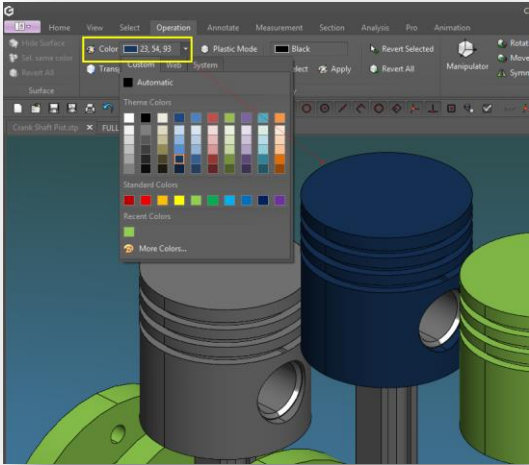 Home View Select Operation Annotate Measurement Section Analysis Pro Animation
Hide Surface
Color 23, 54, 93
Plastic Mode
Black
Revert Selected
Sel. same color
Revert All
Apply
Revert All
Manipulator
Surface
Custom Web System
Automatic
Theme Colors
Standard Colors
Recent Colors
More Colors...
Crank Shaft Pist.stp × FULL